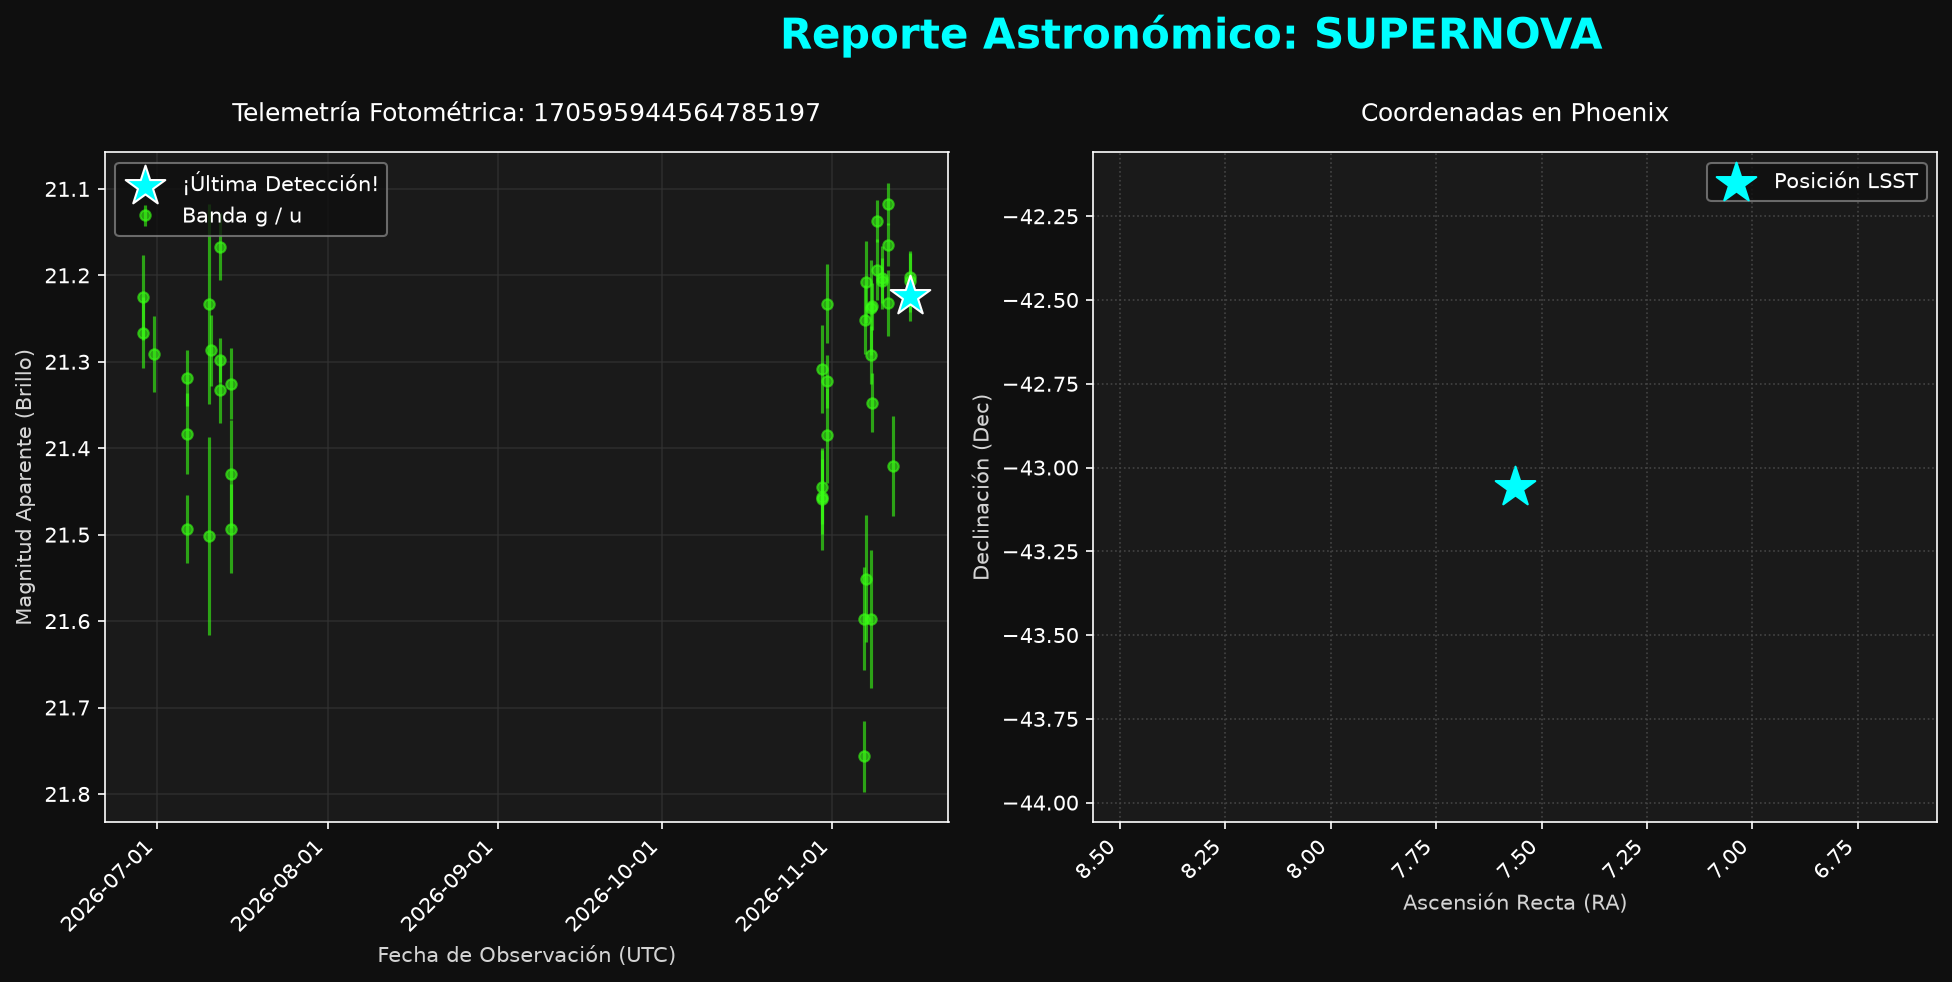 Reporte Astronómico: SUPERNOVA
Telemetría Fotométrica: 170595944564785197
¡Última Detección!
Banda g / u
Magnitud Aparente (Brillo)
21.1
21.2
21.3
21.4
21.5
21.6
21.7
21.8
2026-07-01
2026-08-01
2026-09-01
2026-10-01
2026-11-01
Fecha de Observación (UTC)
Coordenadas en Phoenix
Posición LSST
Declinación (Dec)
−42.25
−42.50
−42.75
−43.00
−43.25
−43.50
−43.75
−44.00
8.50
8.25
8.00
7.75
7.50
7.25
7.00
6.75
Ascensión Recta (RA)